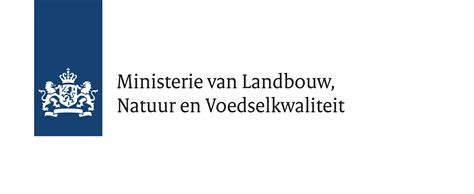 Ministerie van Landbouw,
Natuur en Voedselkwaliteit